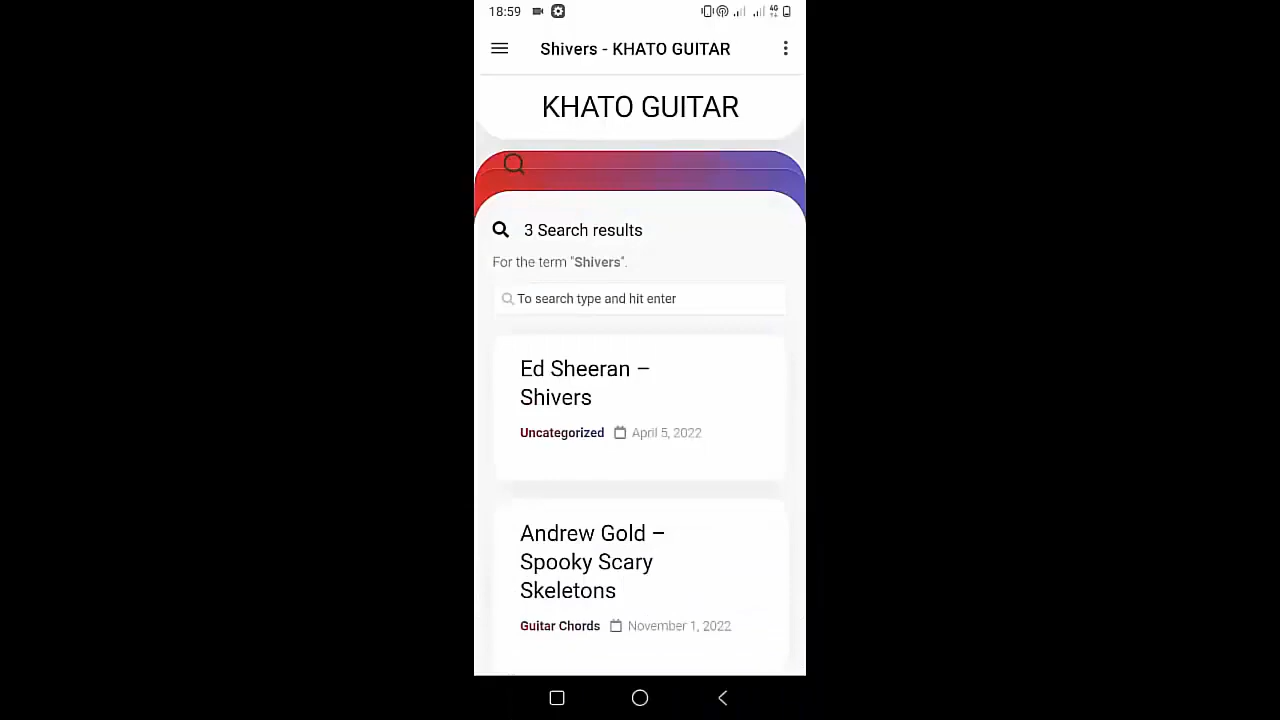 18:59
4G
Shivers - KHATO GUITAR
KHATO GUITAR
3 Search results
For the term "Shivers".
To search type and hit enter
Ed Sheeran –
Shivers
Uncategorized April 5, 2022
Andrew Gold –
Spooky Scary
Skeletons
Guitar Chords November 1, 2022